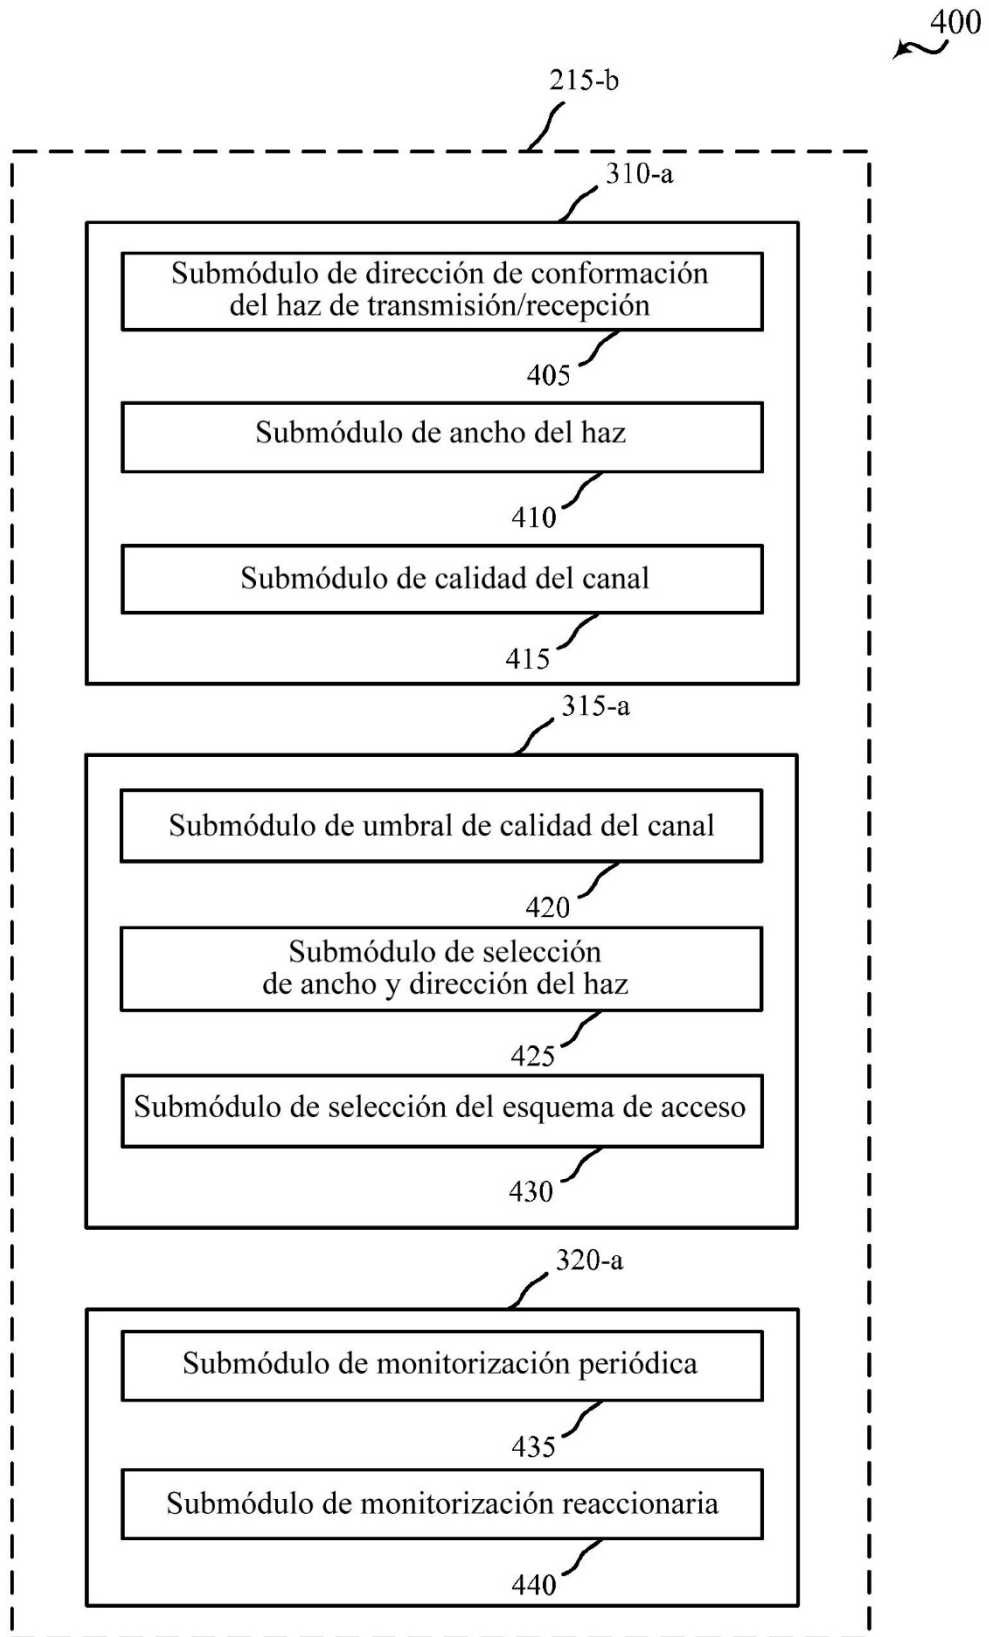 400
215-b
310-a
Submódulo de dirección de conformación
del haz de transmisión/recepción
405
Submódulo de ancho del haz
410
Submódulo de calidad del canal
415
315-a
Submódulo de umbral de calidad del canal
420
Submódulo de selección
de ancho y dirección del haz
425
Submódulo de selección del esquema de acceso
430
320-a
Submódulo de monitorización periódica
435
Submódulo de monitorización reaccionaria
440